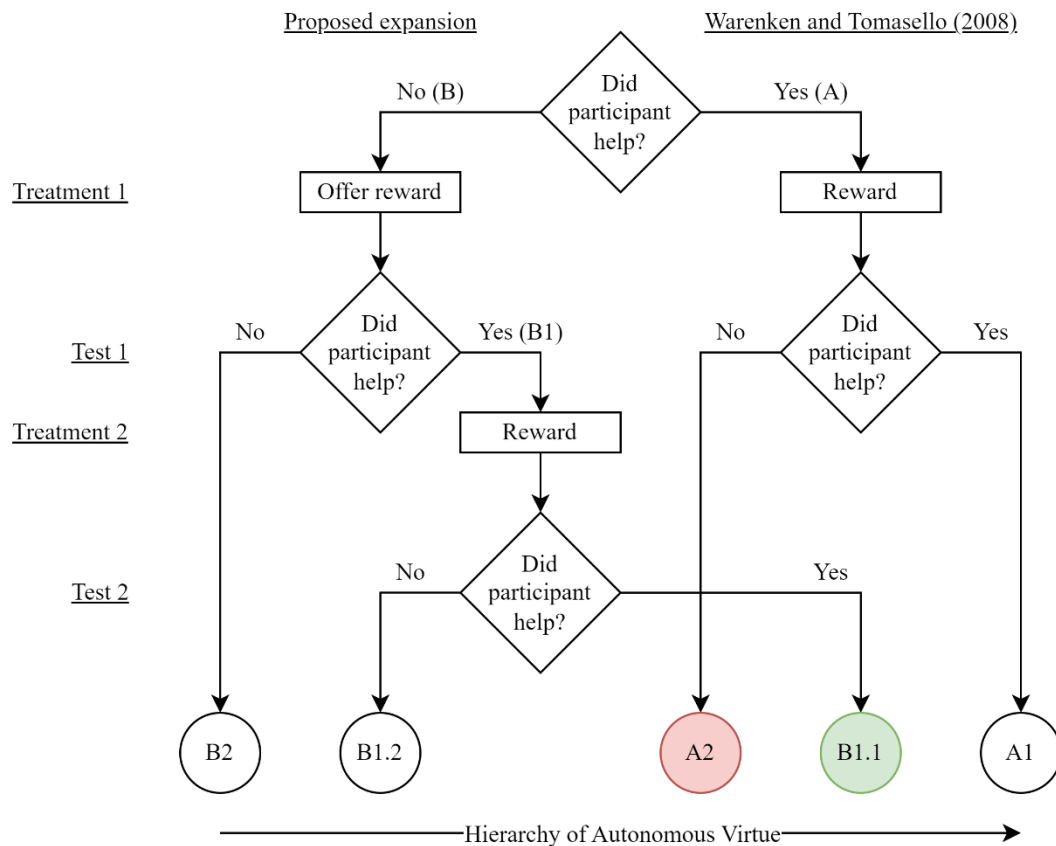 Proposed expansion
Warenken and Tomasello (2008)
Did
participant
help?
No (B)
Yes (A)
Treatment 1
Offer reward
Reward
Test 1
No
Did
participant
help?
Yes (B1)
No
Did
participant
help?
Yes
Treatment 2
Reward
Test 2
No
Did
participant
help?
Yes
B2
B1.2
A2
B1.1
A1
Hierarchy of Autonomous Virtue